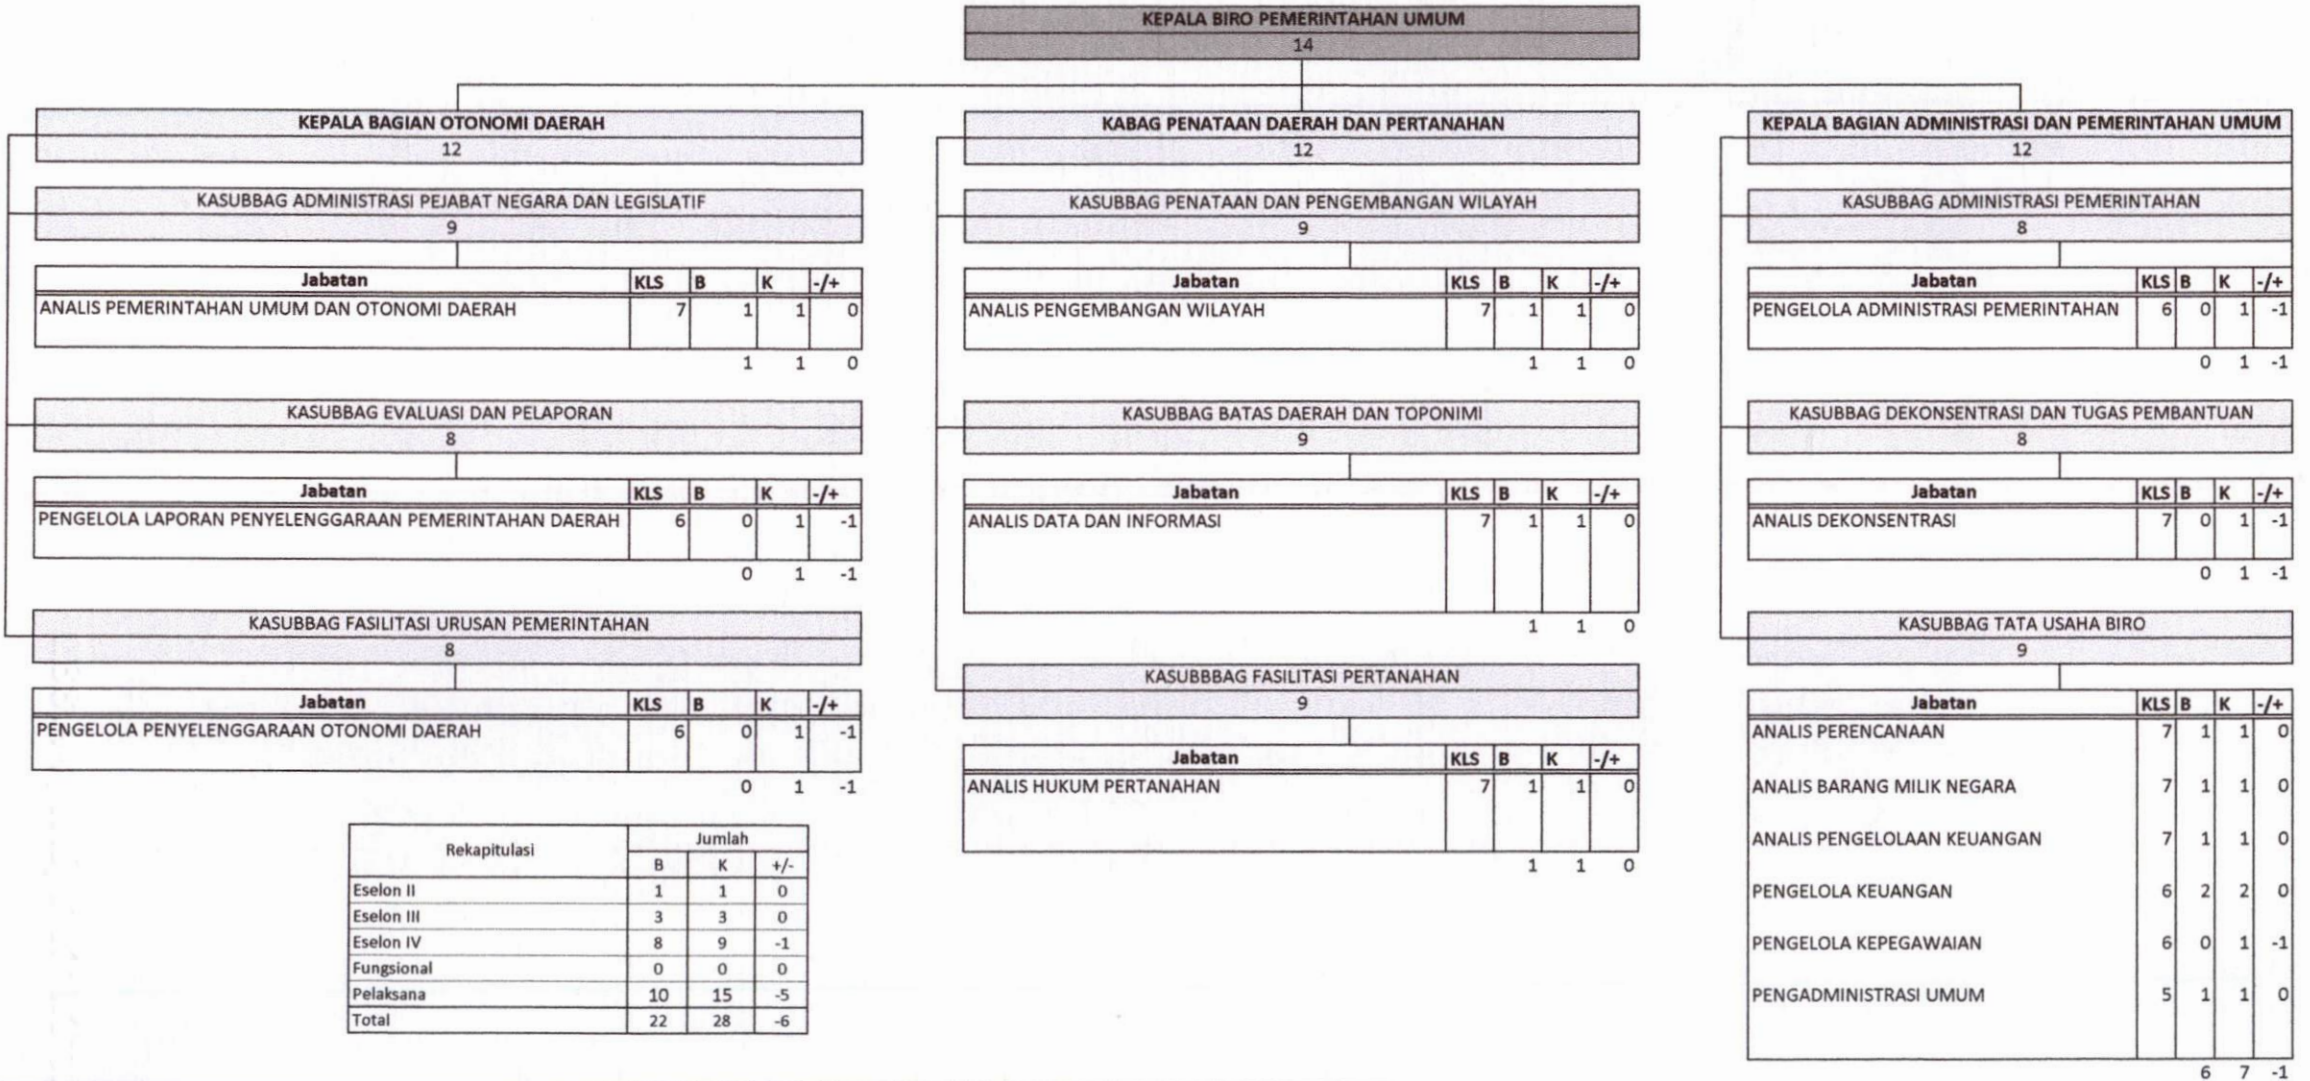 KEPALA BIRO PEMERINTAHAN UMUM
14
KEPALA BAGIAN OTONOMI DAERAH
12
KASUBBAG ADMINISTRASI PEJABAT NEGARA DAN LEGISLATIF
9
Jabatan KLS B K -/+
ANALIS PEMERINTAHAN UMUM DAN OTONOMI DAERAH 7 1 1 0
1 1 0
KASUBBAG EVALUASI DAN PELAPORAN
8
Jabatan KLS B K -/+
PENGELOLA LAPORAN PENYELENGGARAAN PEMERINTAHAN DAERAH 6 0 1 -1
0 1 -1
KASUBBAG FASILITASI URUSAN PEMERINTAHAN
8
Jabatan KLS B K -/+
PENGELOLA PENYELENGGARAAN OTONOMI DAERAH 6 0 1 -1
0 1 -1
Rekapitulasi Jumlah
B K +/-
Eselon II 1 1 0
Eselon III 3 3 0
Eselon IV 8 9 -1
Fungsional 0 0 0
Pelaksana 10 15 -5
Total 22 28 -6
KABAG PENATAAN DAERAH DAN PERTANAHAN
12
KASUBBAG PENATAAN DAN PENGEMBANGAN WILAYAH
9
Jabatan KLS B K -/+
ANALIS PENGEMBANGAN WILAYAH 7 1 1 0
1 1 0
KASUBBAG BATAS DAERAH DAN TOPONIMI
9
Jabatan KLS B K -/+
ANALIS DATA DAN INFORMASI 7 1 1 0
1 1 0
KASUBBBAG FASILITASI PERTANAHAN
9
Jabatan KLS B K -/+
ANALIS HUKUM PERTANAHAN 7 1 1 0
1 1 0
KEPALA BAGIAN ADMINISTRASI DAN PEMERINTAHAN UMUM
12
KASUBBAG ADMINISTRASI PEMERINTAHAN
8
Jabatan KLS B K -/+
PENGELOLA ADMINISTRASI PEMERINTAHAN 6 0 1 -1
0 1 -1
KASUBBAG DEKONSENTRASI DAN TUGAS PEMBANTUAN
8
Jabatan KLS B K -/+
ANALIS DEKONSENTRASI 7 0 1 -1
0 1 -1
KASUBBAG TATA USAHA BIRO
9
Jabatan KLS B K -/+
ANALIS PERENCANAAN 7 1 1 0
ANALIS BARANG MILIK NEGARA 7 1 1 0
ANALIS PENGELOLAAN KEUANGAN 7 1 1 0
PENGELOLA KEUANGAN 6 2 2 0
PENGELOLA KEPEGAWAIAN 6 0 1 -1
PENGADMINISTRASI UMUM 5 1 1 0
6 7 -1